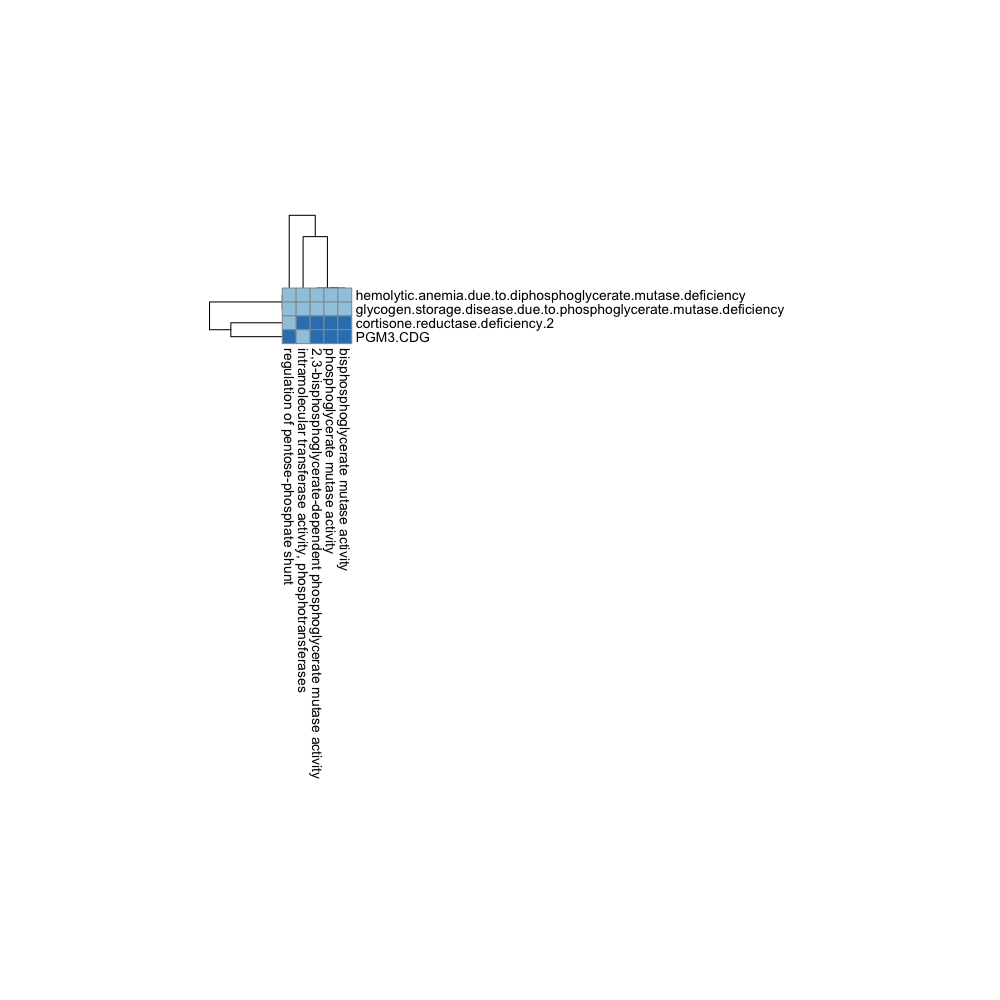 hemolytic.anemia.due.to.diphosphoglycerate.mutase.deficiency
glycogen.storage.disease.due.to.phosphoglycerate.mutase.deficiency
cortisone.reductase.deficiency.2
PGM3.CDG
regulation of pentose-phosphate shunt
intramolecular transferase activity, phosphotransferases
2,3-bisphosphoglycerate-dependent phosphoglycerate mutase activity
phosphoglycerate mutase activity
bisphosphoglycerate mutase activity